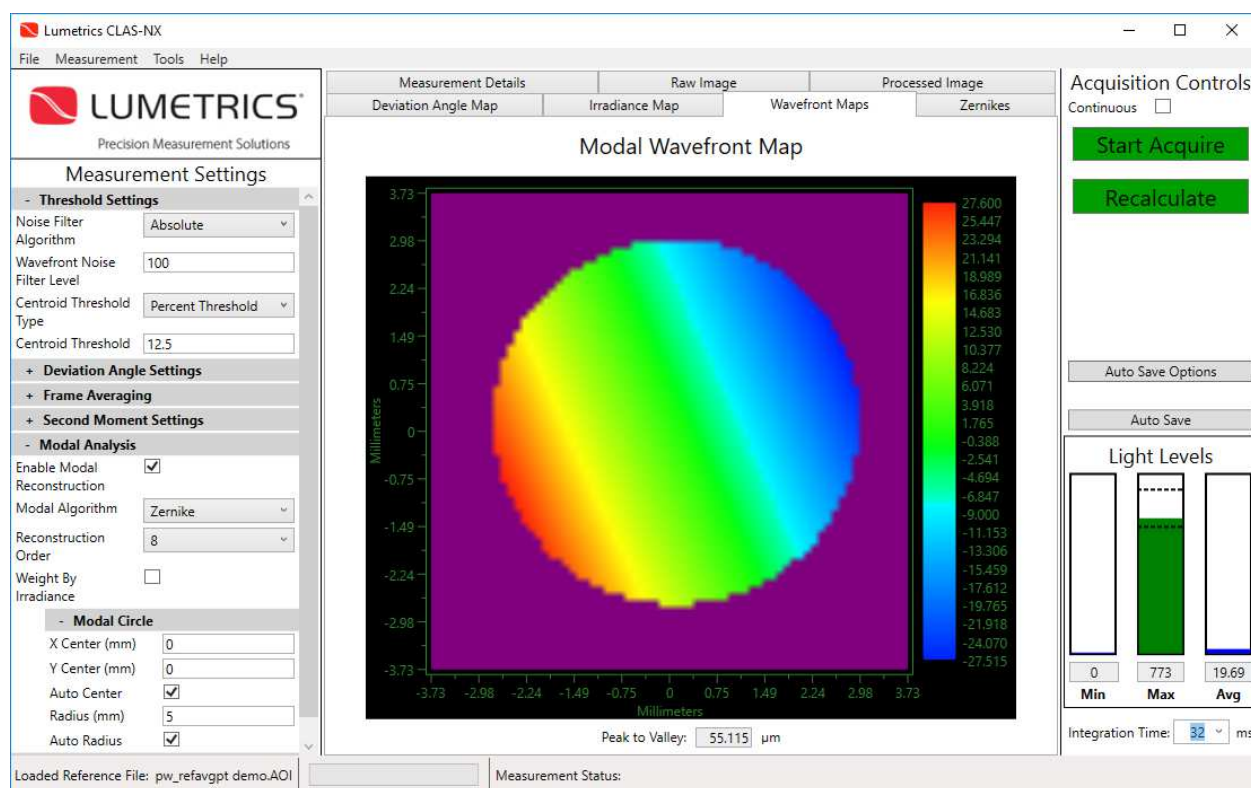 Lumetrics CLAS-NX
File Measurement Tools Help
LUMETRICS
Precision Measurement Solutions
Measurement Settings
- Threshold Settings
Noise Filter Algorithm
Absolute
Wavefront Noise Filter Level
100
Centroid Threshold Type
Percent Threshold
Centroid Threshold
12.5
+ Deviation Angle Settings
+ Frame Averaging
+ Second Moment Settings
- Modal Analysis
Enable Modal Reconstruction
Modal Algorithm
Zernike
Reconstruction Order
8
Weight By Irradiance
- Modal Circle
X Center (mm)
0
Y Center (mm)
0
Auto Center
Radius (mm)
5
Auto Radius
Measurement Details Raw Image Processed Image
Deviation Angle Map Irradiance Map Wavefront Maps Zernikes
Modal Wavefront Map
3.73
2.98
2.24
1.49
0.75
0
-0.75
-1.49
-2.24
-2.98
-3.73
Millimeters
-3.73 -2.98 -2.24 -1.49 -0.75 0 0.75 1.49 2.24 2.98 3.73
Millimeters
27.600
25.447
23.294
21.141
18.989
16.836
14.683
12.530
10.377
8.224
6.071
3.918
1.765
-0.388
-2.541
-4.694
-6.847
-9.000
-11.153
-13.306
-15.459
-17.612
-19.765
-21.918
-24.070
-27.515
Peak to Valley: 55.115 µm
Acquisition Controls
Continuous
Start Acquire
Recalculate
Auto Save Options
Auto Save
Light Levels
0 773 19.69
Min Max Avg
Integration Time: 32 ms
Loaded Reference File: pw_refavgpt demo.AOI
Measurement Status: